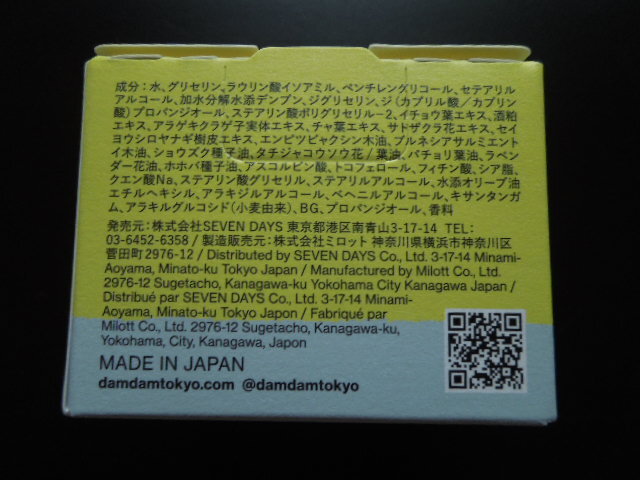 成分：水、グリセリン、ラウリン酸イソアミル、ペンチレングリコール、セテアリル
アルコール、加水分解水添デンプン、ジグリセリン、ジ（カプリル酸／カプリン
酸）プロパンジオール、ステアリン酸ポリグリセリル－2、イチョウ葉エキス、酒粕
エキス、アラゲキクラゲ子実体エキス、チャ葉エキス、サトザクラ花エキス、セイ
ヨウシロヤナギ樹皮エキス、エンピツビャクシン木油、ブルネシアサルミエント
イ木油、ショウズク種子油、タチジャコウソウ花／葉油、パチョリ葉油、ラベン
ダー花油、ホホバ種子油、アスコルビン酸、トコフェロール、フィチン酸、シア脂、
クエン酸Na、ステアリン酸グリセリル、ステアリルアルコール、水添オリーブ油
エチルヘキシル、アラキジルアルコール、ベヘニルアルコール、キサンタンガ
ム、アラキルグルコシド（小麦由来）、BG、プロパンジオール、香料
発売元：株式会社SEVEN DAYS 東京都港区南青山3-17-14 TEL：
03-6452-6358 / 製造販売元：株式会社ミロット 神奈川県横浜市神奈川区
菅田町2976-12 / Distributed by SEVEN DAYS Co., Ltd. 3-17-14 Minami-
Aoyama, Minato-ku Tokyo Japan / Manufactured by Milott Co., Ltd.
2976-12 Sugetacho, Kanagawa-ku Yokohama City Kanagawa Japan /
Distribué par SEVEN DAYS Co., Ltd. 3-17-14 Minami-
Aoyama, Minato-ku Tokyo Japon / Fabriqué par
Milott Co., Ltd. 2976-12 Sugetacho, Kanagawa-ku,
Yokohama, City, Kanagawa, Japon
MADE IN JAPAN
damdamtokyo.com @damdamtokyo